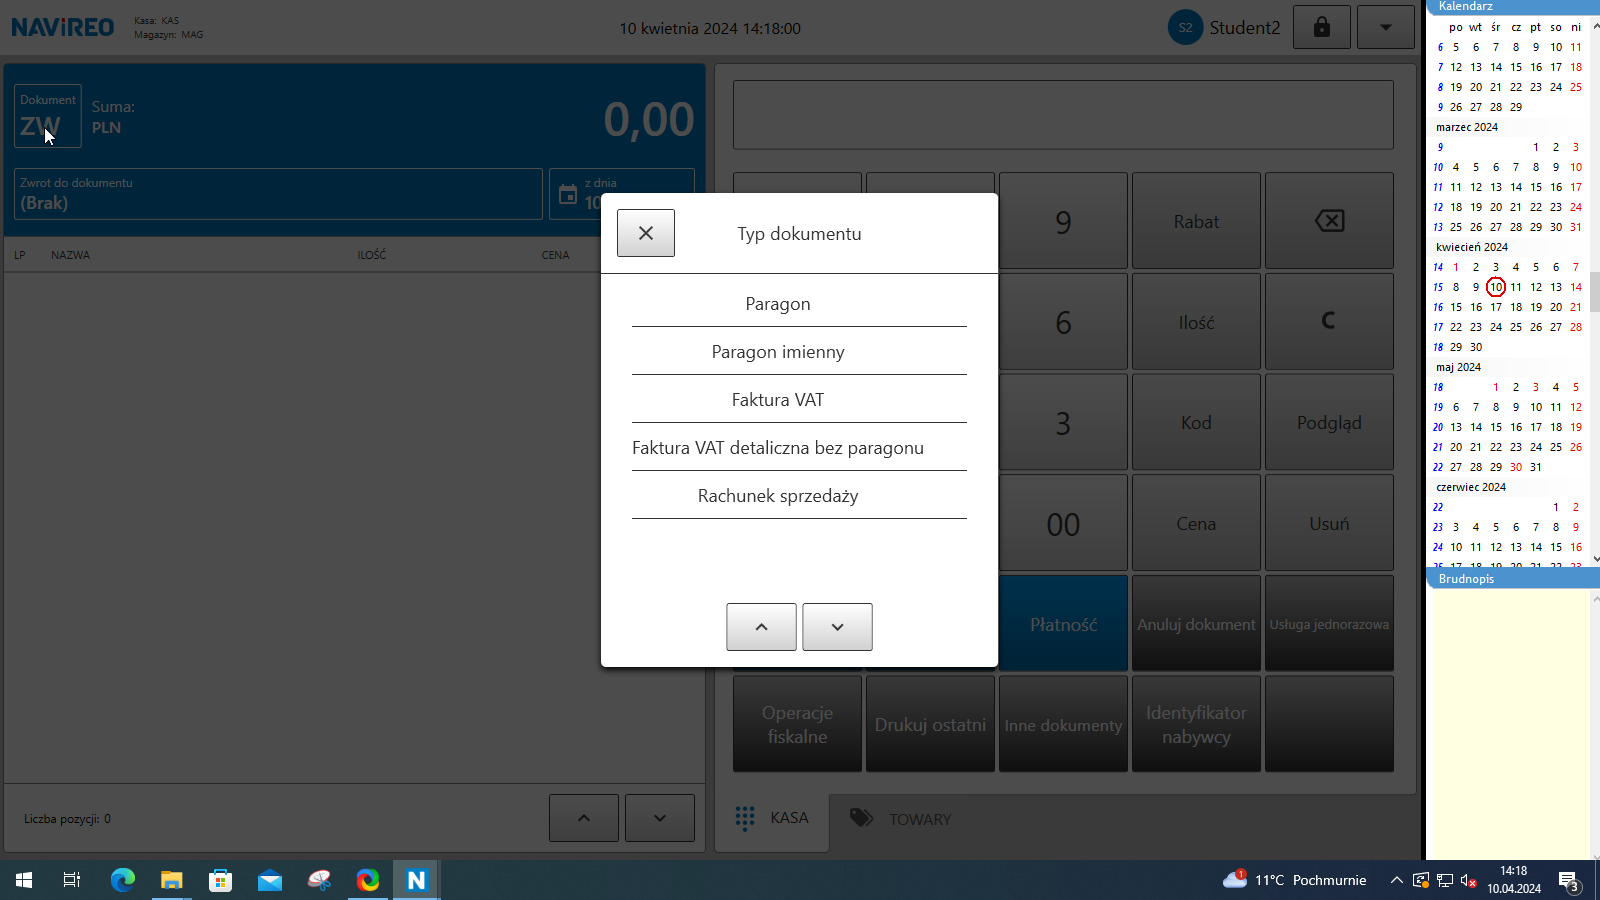 NAViREO
Kasa: KAS
Magazyn: MAG
10 kwietnia 2024 14:18:00
S2
Student2
Dokument
ZW
Suma:
PLN
0,00
Zwrot do dokumentu
(Brak)
z dnia
10
LP
NAZWA
ILOŚĆ
CENA
Liczba pozycji: 0
Typ dokumentu
Paragon
Paragon imienny
Faktura VAT
Faktura VAT detaliczna bez paragonu
Rachunek sprzedaży
9
Rabat
6
Ilość
C
3
Kod
Podgląd
00
Cena
Usuń
Płatność
Anuluj dokument
Usługa jednorazowa
Operacje
fiskalne
Drukuj ostatni
Inne dokumenty
Identyfikator
nabywcy
KASA
TOWARY
Kalendarz
po wt śr cz pt so ni
6 5 6 7 8 9 10 11
7 12 13 14 15 16 17 18
8 19 20 21 22 23 24 25
9 26 27 28 29
marzec 2024
9 1 2 3
10 4 5 6 7 8 9 10
11 11 12 13 14 15 16 17
12 18 19 20 21 22 23 24
13 25 26 27 28 29 30 31
kwiecień 2024
14 1 2 3 4 5 6 7
15 8 9 10 11 12 13 14
16 15 16 17 18 19 20 21
17 22 23 24 25 26 27 28
18 29 30
maj 2024
18 1 2 3 4 5
19 6 7 8 9 10 11 12
20 13 14 15 16 17 18 19
21 20 21 22 23 24 25 26
22 27 28 29 30 31
czerwiec 2024
22 1 2
23 3 4 5 6 7 8 9
24 10 11 12 13 14 15 16
25 17 18 19 20 21 22 23
Brudnopis
N
1
11°C Pochmurnie
14:18
10.04.2024
3